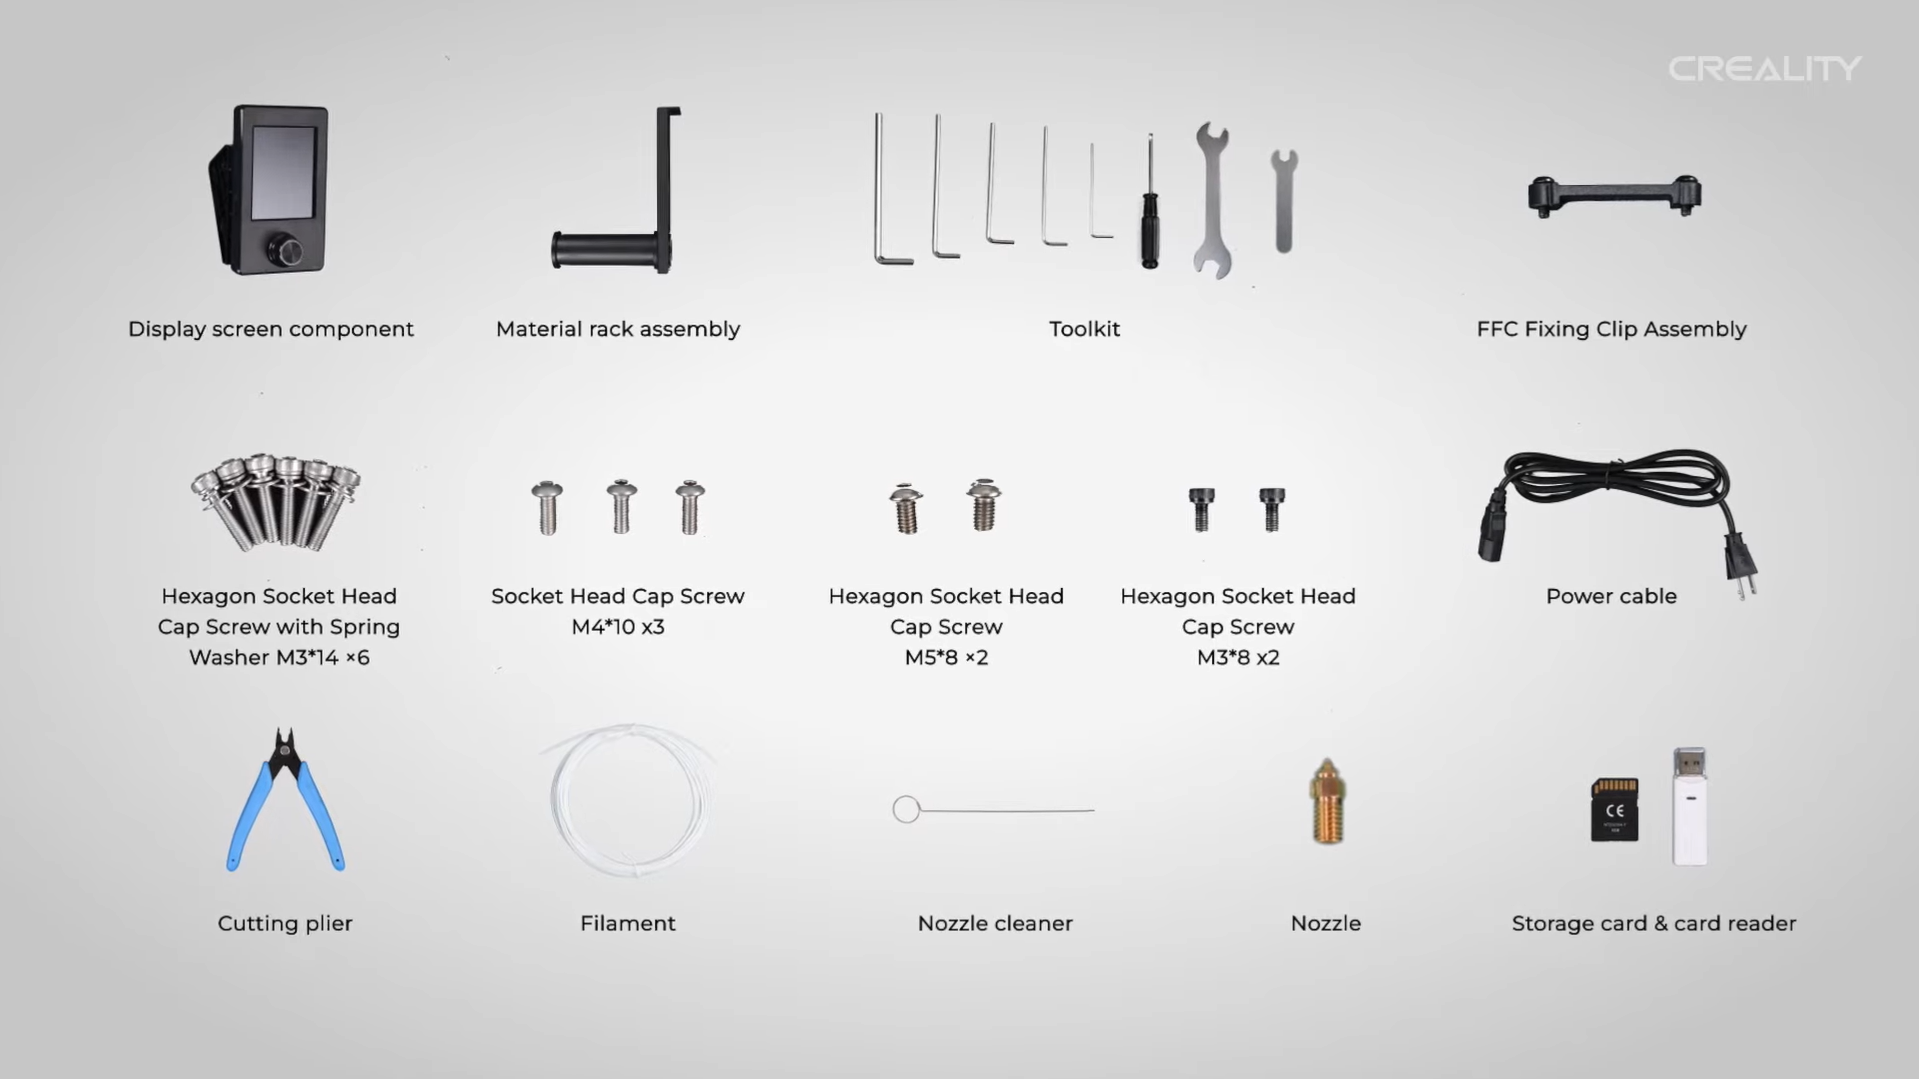 CREALITY
Display screen component
Material rack assembly
Toolkit
FFC Fixing Clip Assembly
Hexagon Socket Head
Cap Screw with Spring
Washer M3*14 ×6
Socket Head Cap Screw
M4*10 x3
Hexagon Socket Head
Cap Screw
M5*8 ×2
Hexagon Socket Head
Cap Screw
M3*8 x2
Power cable
CE
Cutting plier
Filament
Nozzle cleaner
Nozzle
Storage card & card reader